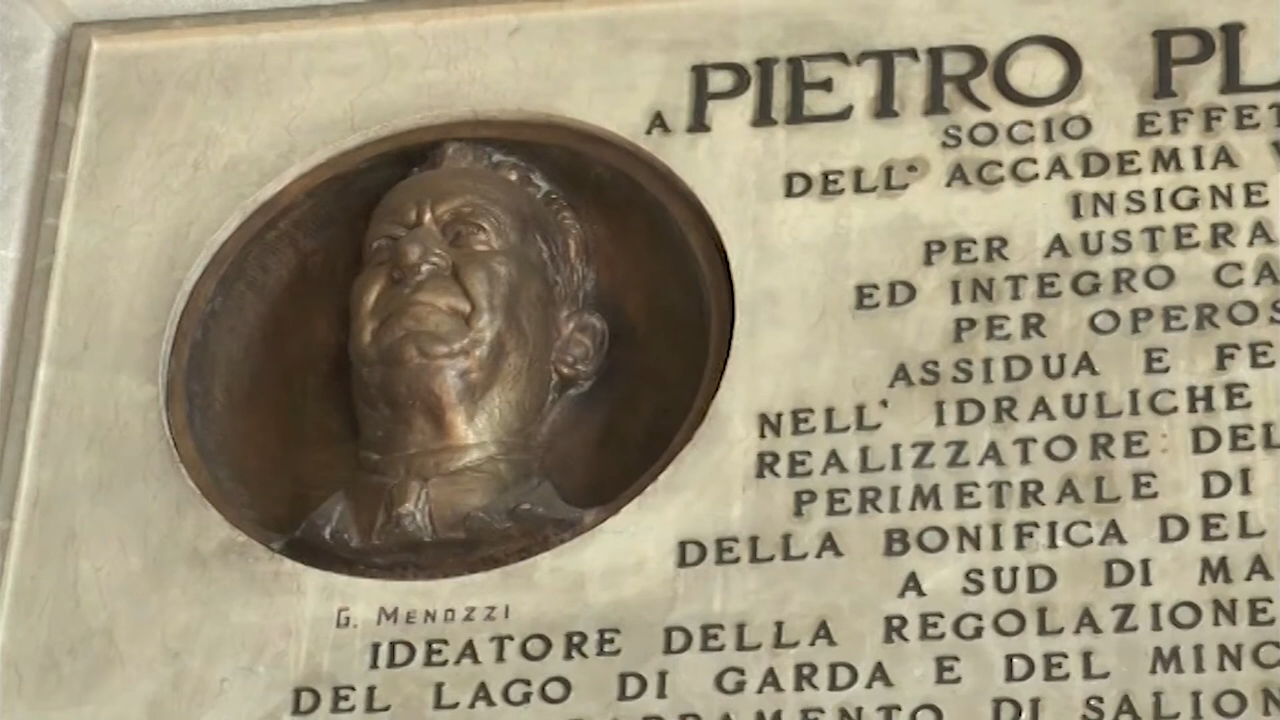 A PIETRO PL
SOCIO EFFET
DELL' ACCADEMIA
INSIGNE
PER AUSTERA
ED INTEGRO CA
PER OPEROS
ASSIDUA E FE
NELL' IDRAULICHE
REALIZZATORE: DEL
PERIMETRALE DI
DELLA BONIFICA DEL
A SUD DI MA
G. MENOZZI
IDEATORE DELLA REGOLAZIONE
DEL LAGO DI GARDA E DEL MINC
DI SALION